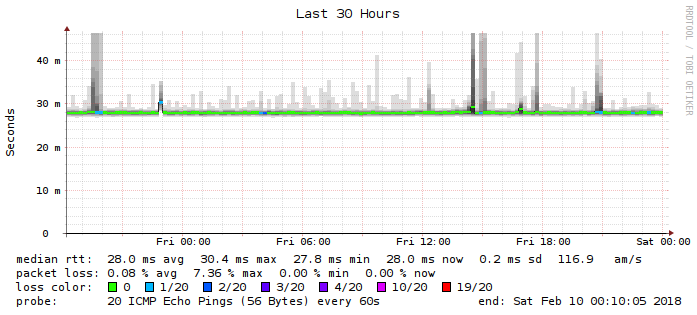 Last 30 Hours
RRDTOOL / TOBI OETIKER
Seconds
40 m
30 m
20 m
10 m
0
Fri 00:00 Fri 06:00 Fri 12:00 Fri 18:00 Sat 00:00
median rtt: 28.0 ms avg 30.4 ms max 27.8 ms min 28.0 ms now 0.2 ms sd 116.9 am/s
packet loss: 0.08 % avg 7.36 % max 0.00 % min 0.00 % now
loss color: 0 1/20 2/20 3/20 4/20 10/20 19/20
probe: 20 ICMP Echo Pings (56 Bytes) every 60s end: Sat Feb 10 00:10:05 2018